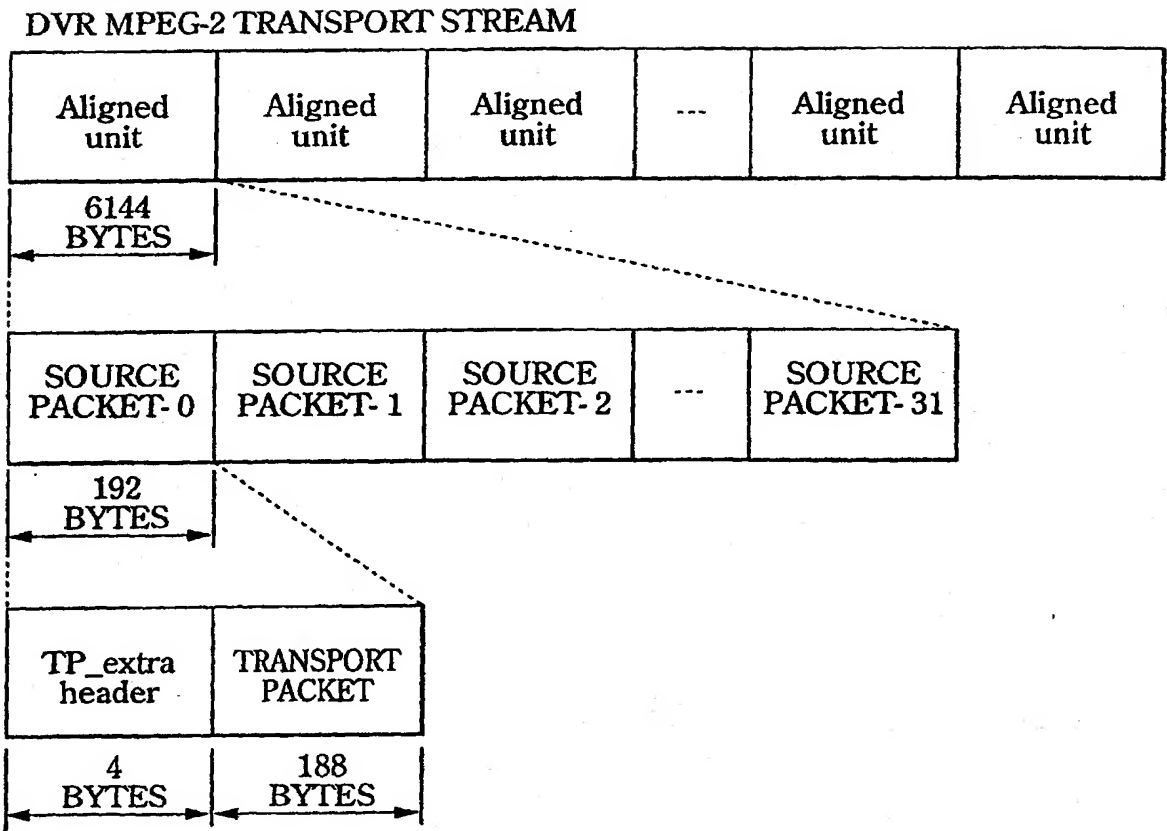 DVR MPEG-2 TRANSPORT STREAM
Aligned unit
Aligned unit
Aligned unit
---
Aligned unit
Aligned unit
6144 BYTES
SOURCE PACKET-0
SOURCE PACKET-1
SOURCE PACKET-2
---
SOURCE PACKET-31
192 BYTES
TP_extra header
TRANSPORT PACKET
4 BYTES
188 BYTES